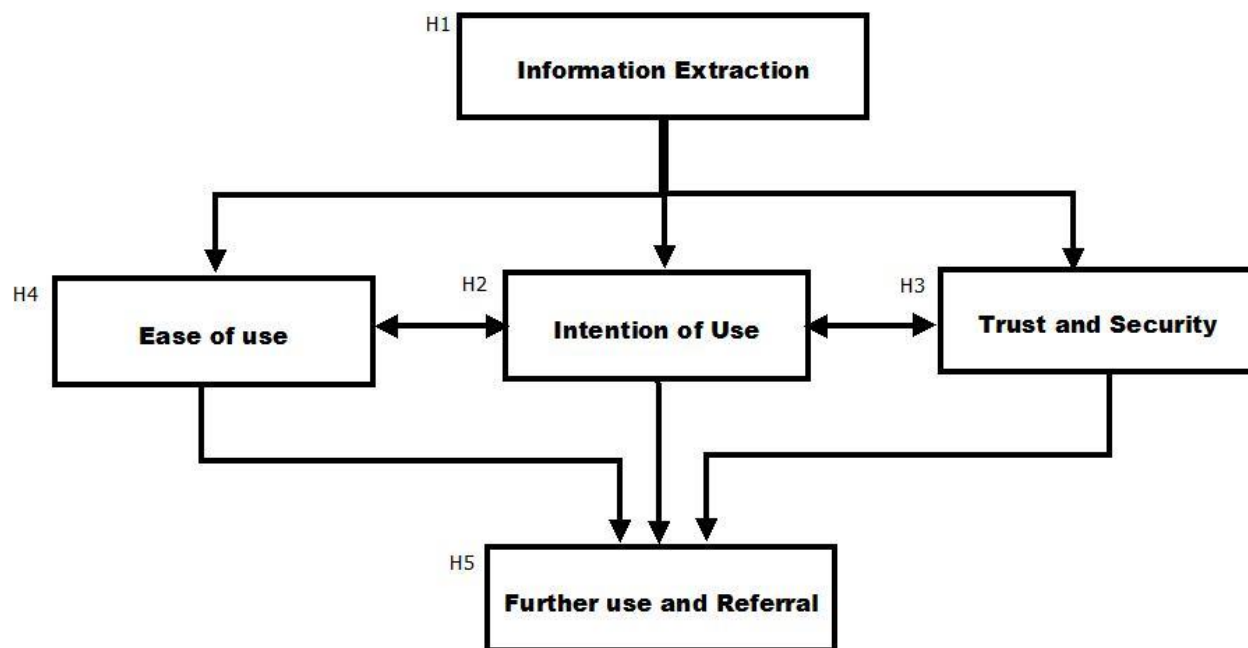 H1
Information Extraction
H4
Ease of use
H2
Intention of Use
H3
Trust and Security
H5
Further use and Referral